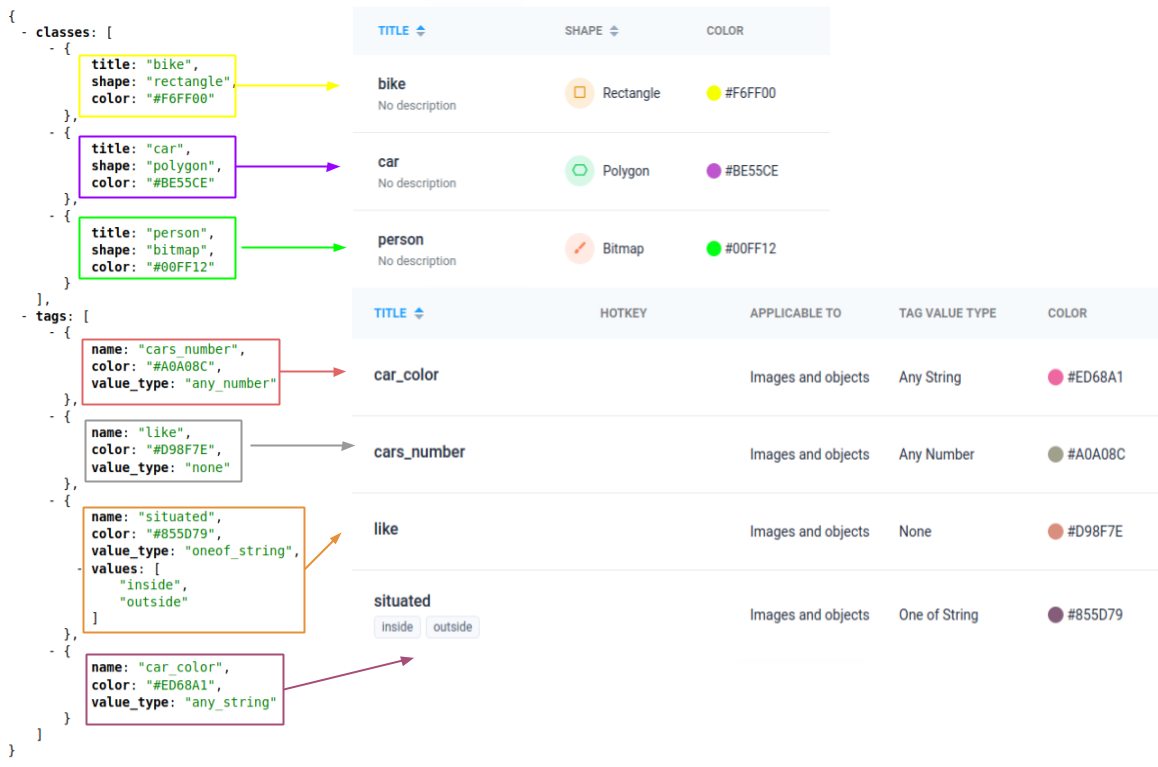 {
- classes: [
- {
title: "bike",
shape: "rectangle",
color: "#F6FF00"
},
- {
title: "car",
shape: "polygon",
color: "#BE55CE"
},
- {
title: "person",
shape: "bitmap",
color: "#00FF12"
}
],
- tags: [
- {
name: "cars_number",
color: "#A0A08C",
value_type: "any_number"
},
- {
name: "like",
color: "#D98F7E",
value_type: "none"
},
- {
name: "situated",
color: "#855D79",
value_type: "oneof_string",
- values: [
"inside",
"outside"
]
},
- {
name: "car_color",
color: "#ED68A1",
value_type: "any_string"
}
]
}
TITLE SHAPE COLOR
bike
No description
Rectangle #F6FF00
car
No description
Polygon #BE55CE
person
No description
Bitmap #00FF12
TITLE HOTKEY APPLICABLE TO TAG VALUE TYPE COLOR
car_color Images and objects Any String #ED68A1
cars_number Images and objects Any Number #A0A08C
like Images and objects None #D98F7E
situated Images and objects One of String #855D79
inside outside